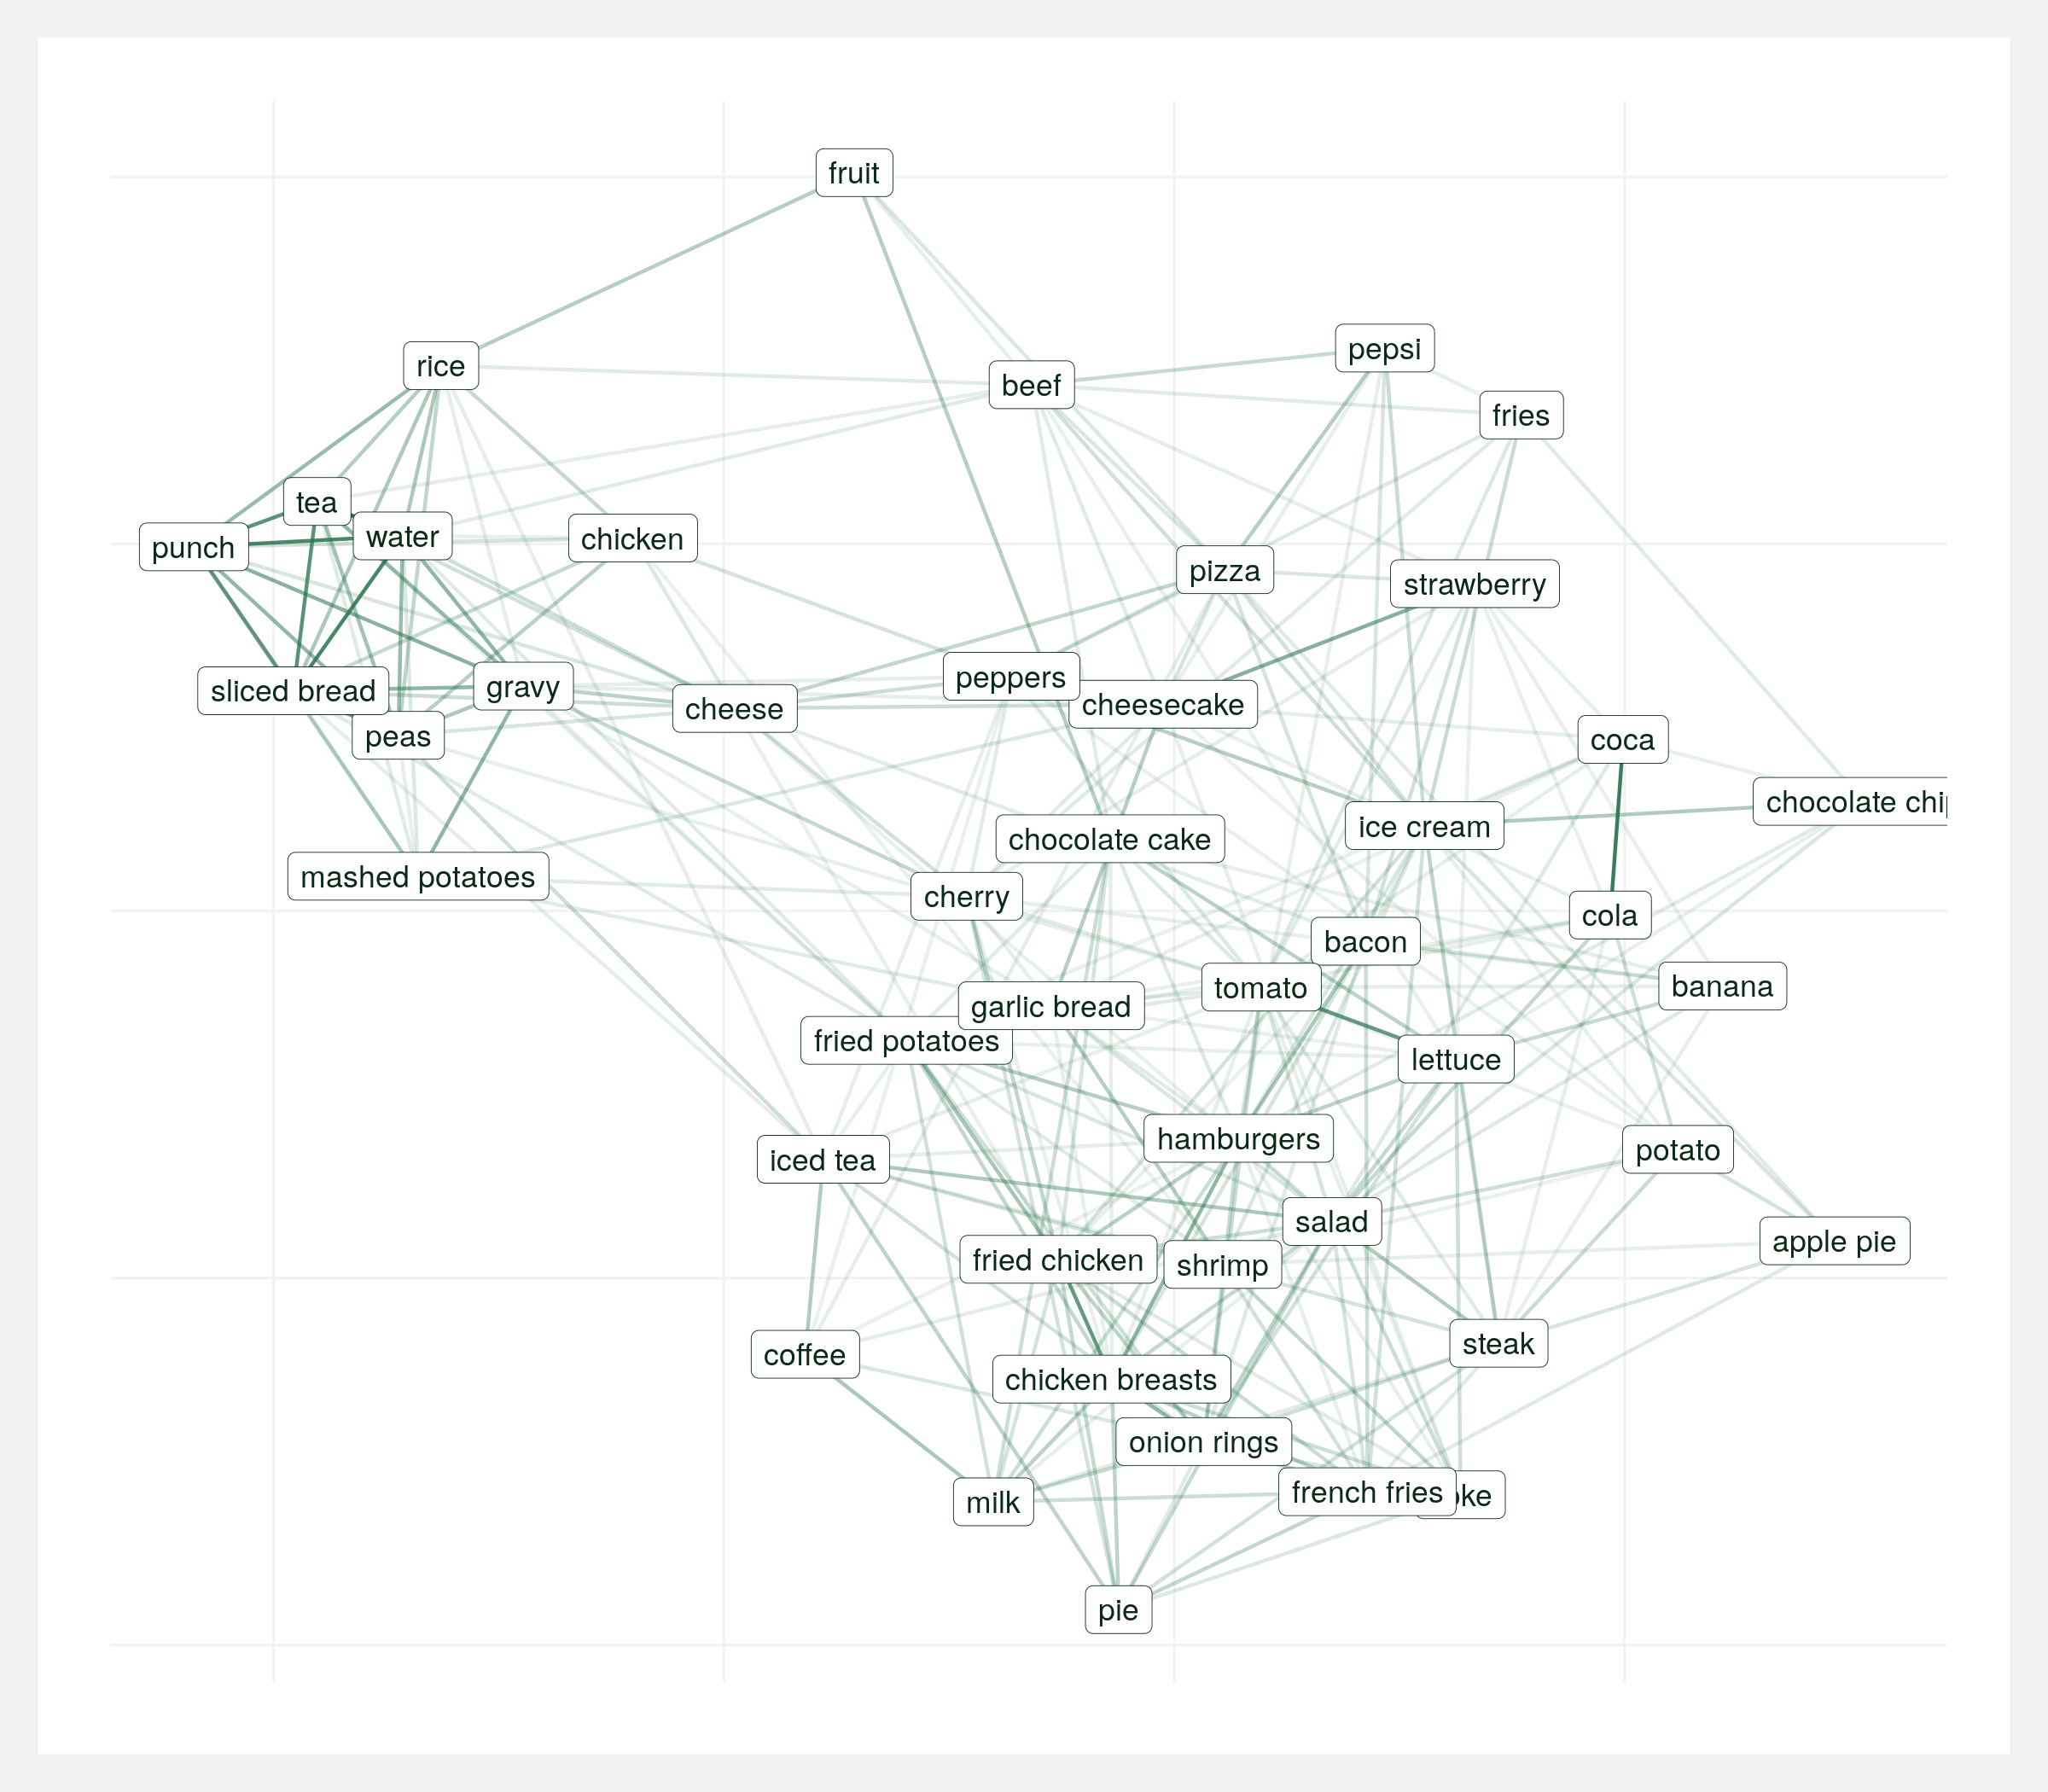 fruit
pepsi
rice
beef
fries
tea
water
chicken
punch
pizza
strawberry
peppers
sliced bread
gravy
cheese
cheesecake
peas
coca
chocolate chip
ice cream
chocolate cake
mashed potatoes
cherry
cola
bacon
tomato
banana
garlic bread
fried potatoes
lettuce
hamburgers
potato
iced tea
salad
apple pie
fried chicken
shrimp
steak
coffee
chicken breasts
onion rings
french fries
milk
pie